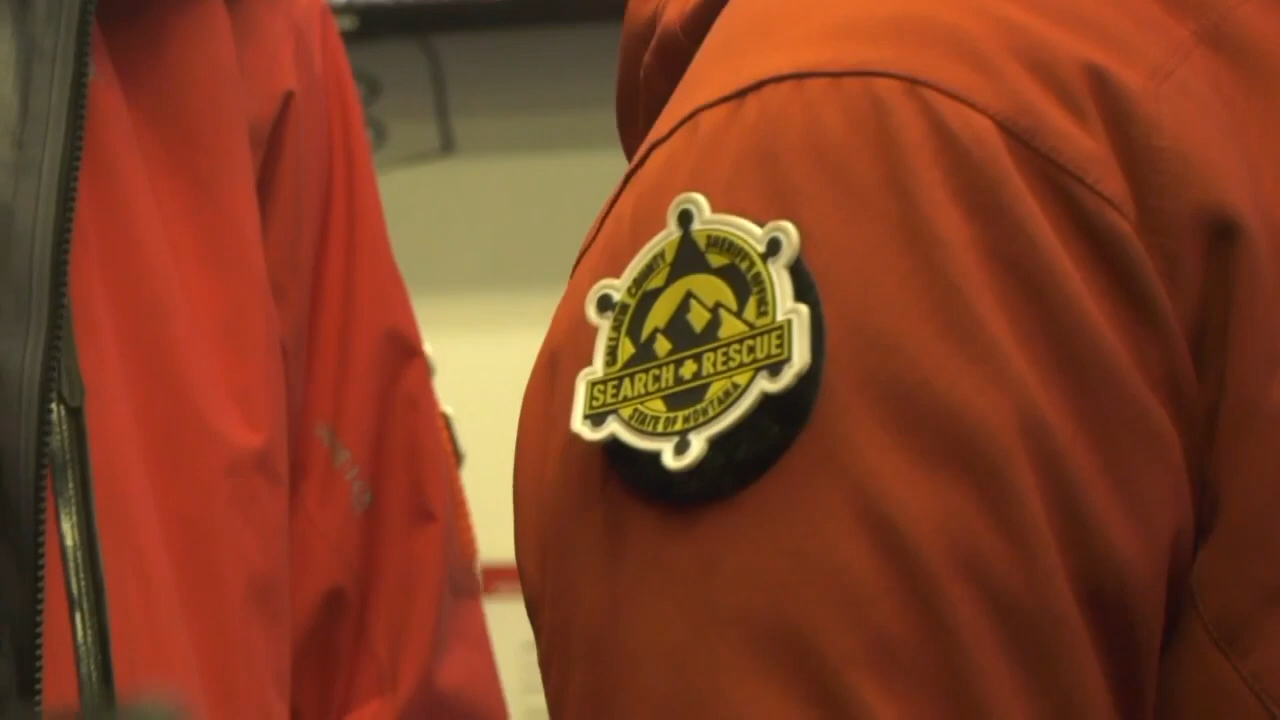 GALLATIN COUNTY
SHERIFF'S OFFICE
SEARCH + RESCUE
STATE OF MONTANA